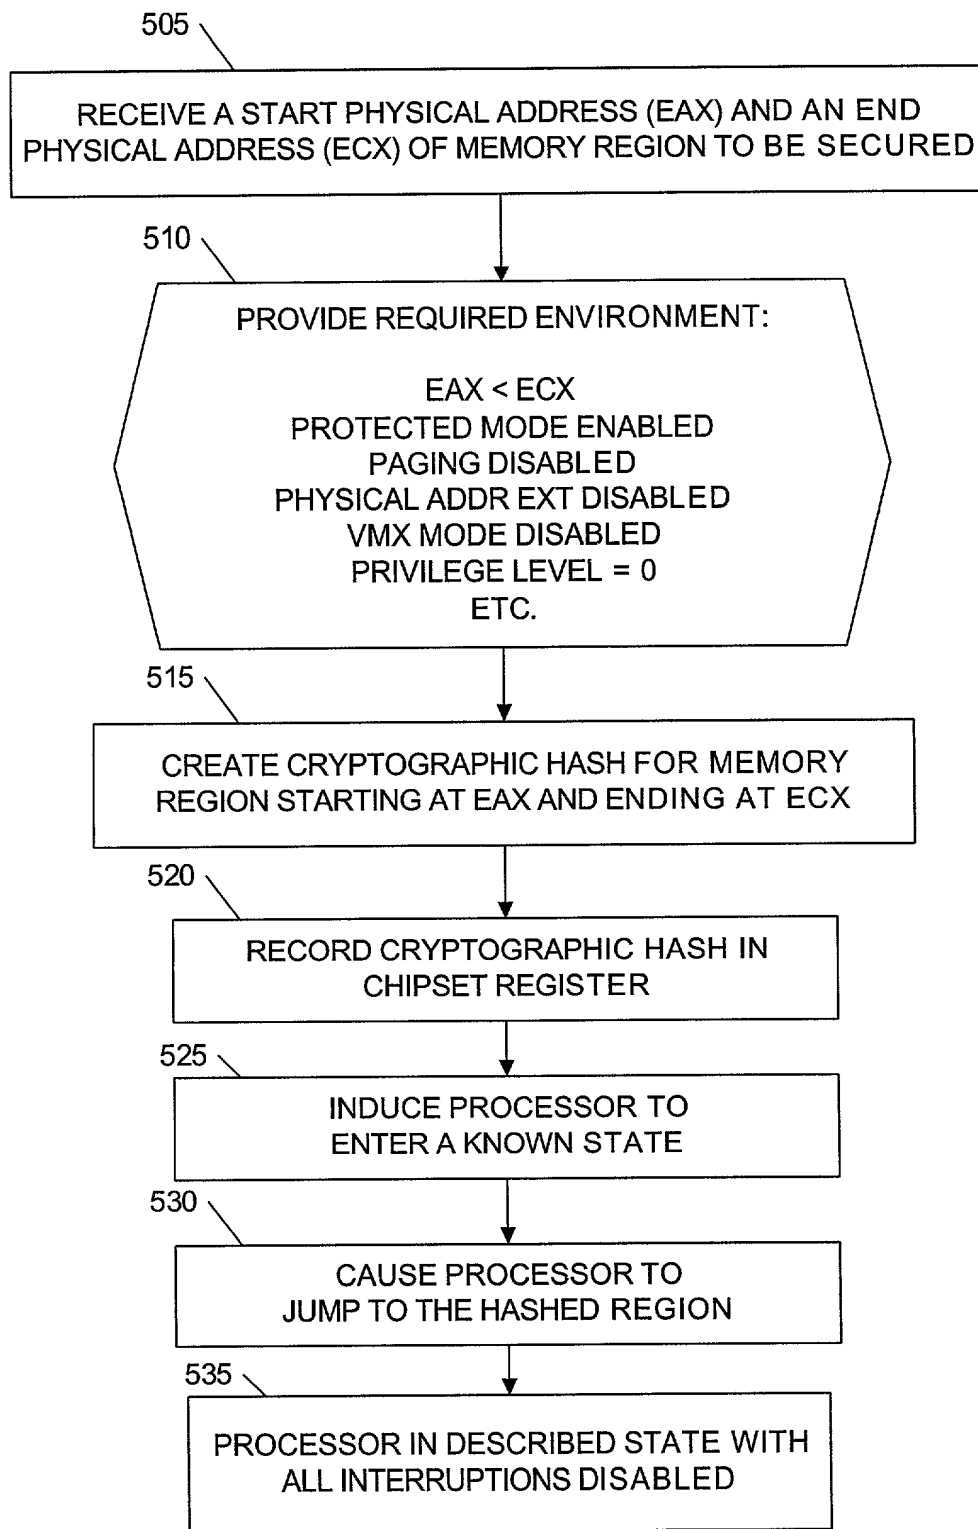 505
RECEIVE A START PHYSICAL ADDRESS (EAX) AND AN END
PHYSICAL ADDRESS (ECX) OF MEMORY REGION TO BE SECURED
510
PROVIDE REQUIRED ENVIRONMENT:
EAX < ECX
PROTECTED MODE ENABLED
PAGING DISABLED
PHYSICAL ADDR EXT DISABLED
VMX MODE DISABLED
PRIVILEGE LEVEL = 0
ETC.
515
CREATE CRYPTOGRAPHIC HASH FOR MEMORY
REGION STARTING AT EAX AND ENDING AT ECX
520
RECORD CRYPTOGRAPHIC HASH IN
CHIPSET REGISTER
525
INDUCE PROCESSOR TO
ENTER A KNOWN STATE
530
CAUSE PROCESSOR TO
JUMP TO THE HASHED REGION
535
PROCESSOR IN DESCRIBED STATE WITH
ALL INTERRUPTIONS DISABLED